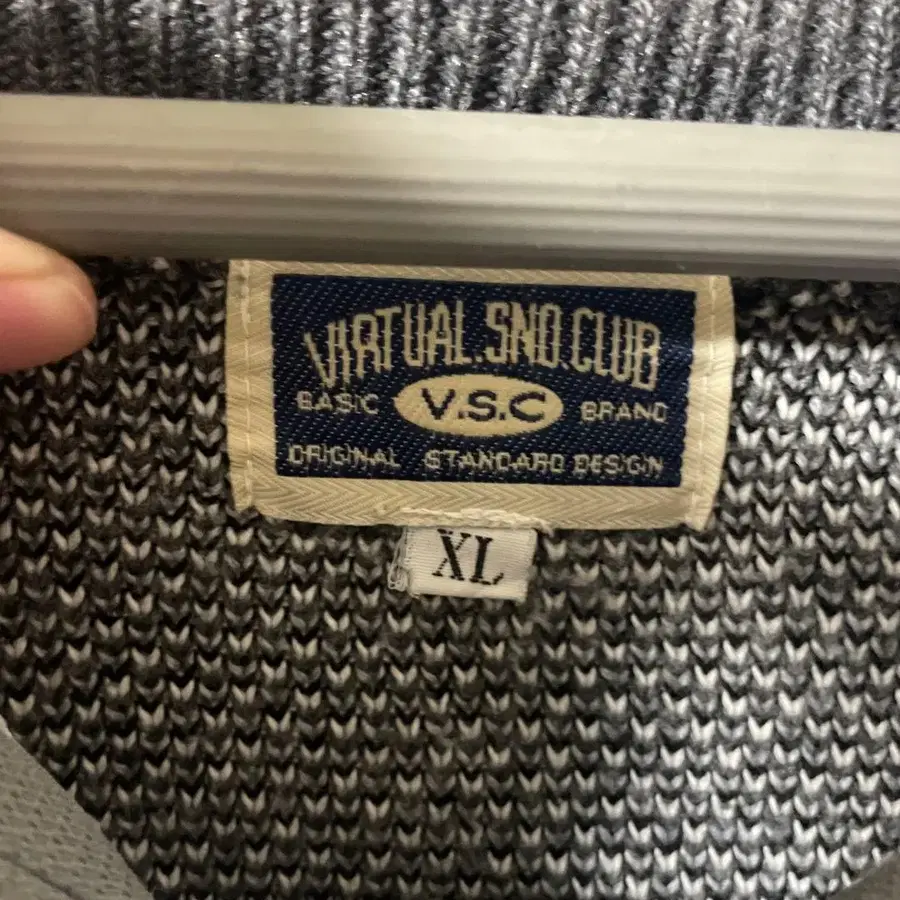 VIRTUAL.SNO.CLUB
BASIC V.S.C BRAND
ORIGINAL STANDARD DESIGN
XL